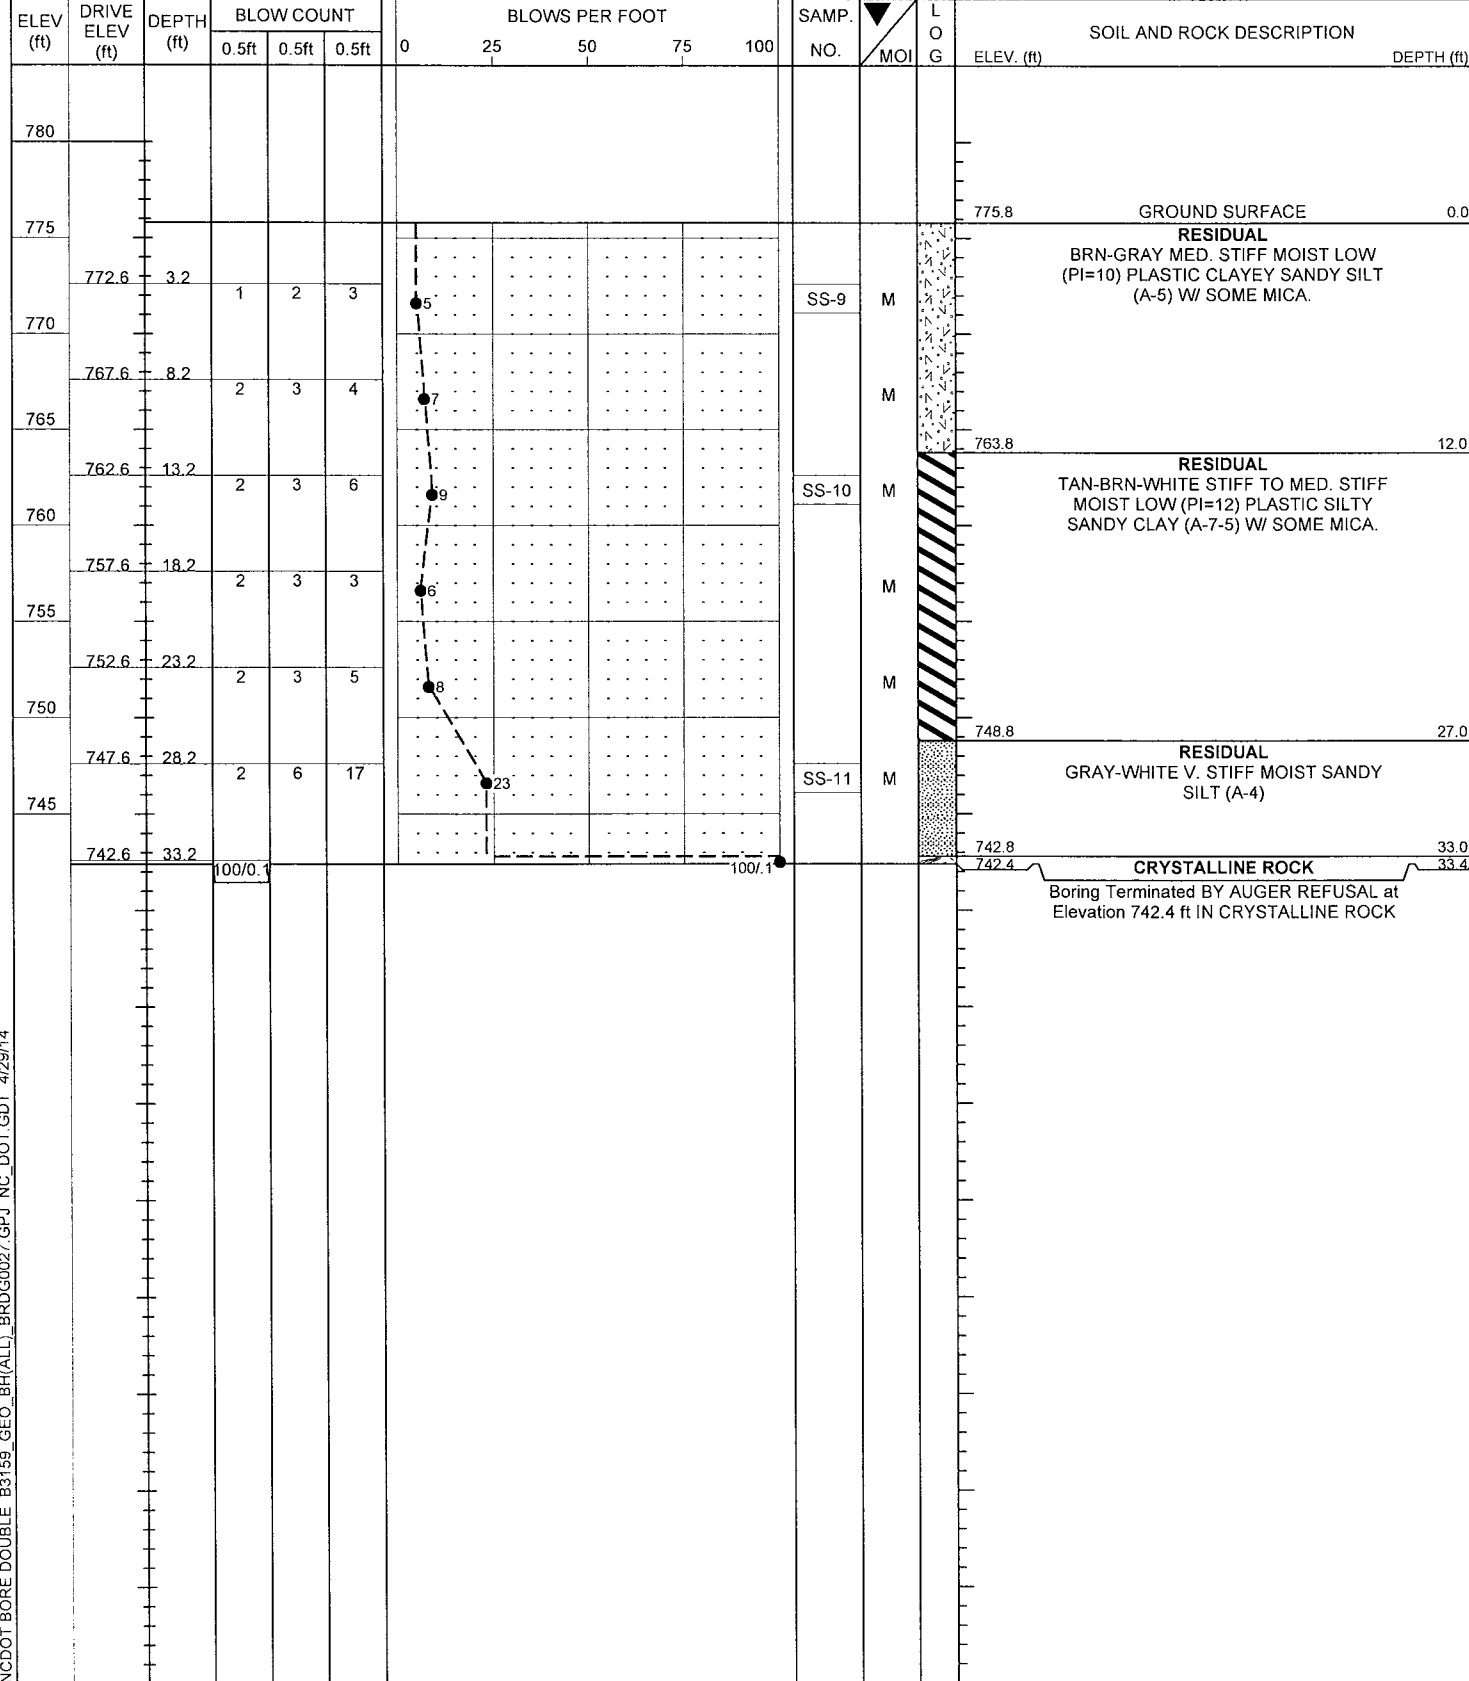 ELEV (ft)
DRIVE ELEV (ft)
DEPTH (ft)
BLOW COUNT
0.5ft 0.5ft 0.5ft
BLOWS PER FOOT
0 25 50 75 100
SAMP. NO.
MOI
L O G
SOIL AND ROCK DESCRIPTION
ELEV. (ft) DEPTH (ft)
780
775.8 GROUND SURFACE 0.0
775
RESIDUAL
BRN-GRAY MED. STIFF MOIST LOW
(PI=10) PLASTIC CLAYEY SANDY SILT
(A-5) W/ SOME MICA.
772.6 3.2
1 2 3 5 SS-9 M
770
767.6 8.2
2 3 4 7 M
765
763.8 12.0
RESIDUAL
TAN-BRN-WHITE STIFF TO MED. STIFF
MOIST LOW (PI=12) PLASTIC SILTY
SANDY CLAY (A-7-5) W/ SOME MICA.
762.6 13.2
2 3 6 9 SS-10 M
760
757.6 18.2
2 3 3 6 M
755
752.6 23.2
2 3 5 8 M
750
748.8 27.0
RESIDUAL
GRAY-WHITE V. STIFF MOIST SANDY
SILT (A-4)
747.6 28.2
2 6 17 23 SS-11 M
745
742.8 33.0
742.6 33.2
100/0.1 100/.1
742.4 CRYSTALLINE ROCK 33.4
Boring Terminated BY AUGER REFUSAL at
Elevation 742.4 ft IN CRYSTALLINE ROCK
NCDOT BORE DOUBLE B3159_GEO_BH(ALL)_BRDG0027.GPJ NC_DOT.GDT 4/29/14